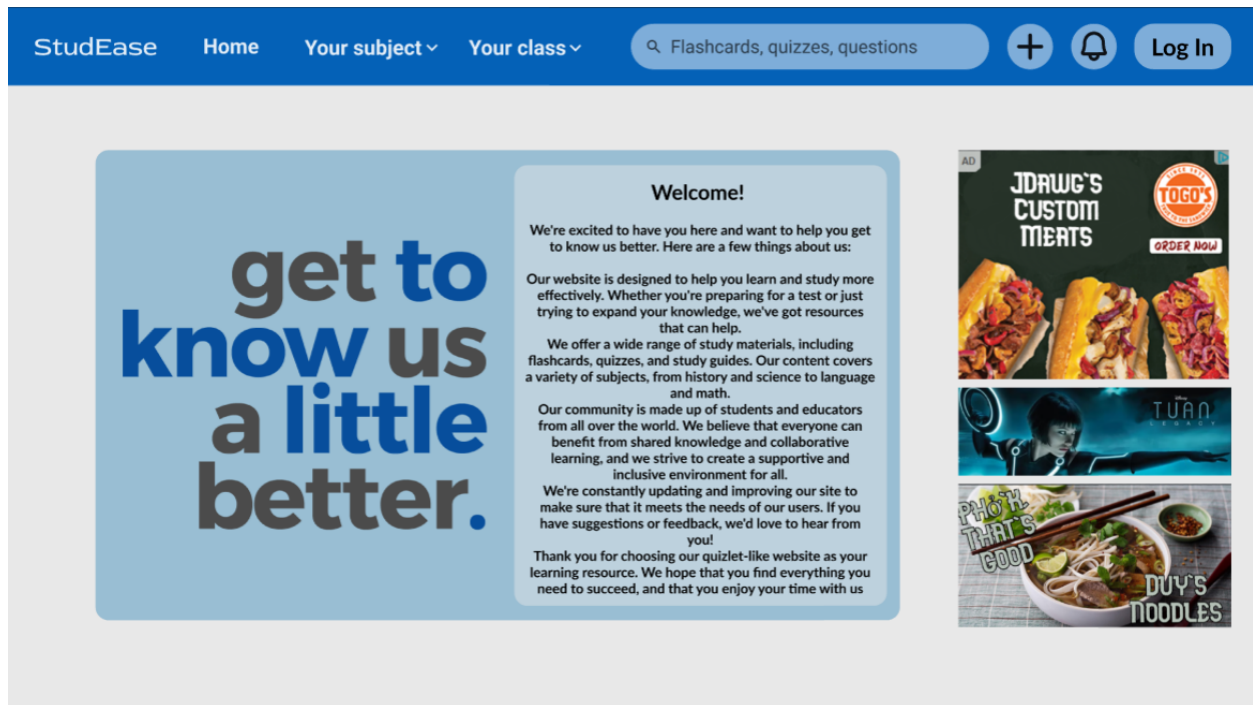 StudEase
Home
Your subject
Your class
Flashcards, quizzes, questions
Log In
get to
know us
a little
better.
Welcome!
We're excited to have you here and want to help you get
to know us better. Here are a few things about us:
Our website is designed to help you learn and study more
effectively. Whether you're preparing for a test or just
trying to expand your knowledge, we've got resources
that can help.
We offer a wide range of study materials, including
flashcards, quizzes, and study guides. Our content covers
a variety of subjects, from history and science to language
and math.
Our community is made up of students and educators
from all over the world. We believe that everyone can
benefit from shared knowledge and collaborative
learning, and we strive to create a supportive and
inclusive environment for all.
We're constantly updating and improving our site to
make sure that it meets the needs of our users. If you
have suggestions or feedback, we'd love to hear from
you!
Thank you for choosing our quizlet-like website as your
learning resource. We hope that you find everything you
need to succeed, and that you enjoy your time with us
AD
JDAWG'S
CUSTOM
MEATS
SINCE 1971
TOGO'S
ORDER NOW
Disney
TUAN
LEGACY
PHỞ'K
THAT'S
GOOD
DUY'S
NOODLES